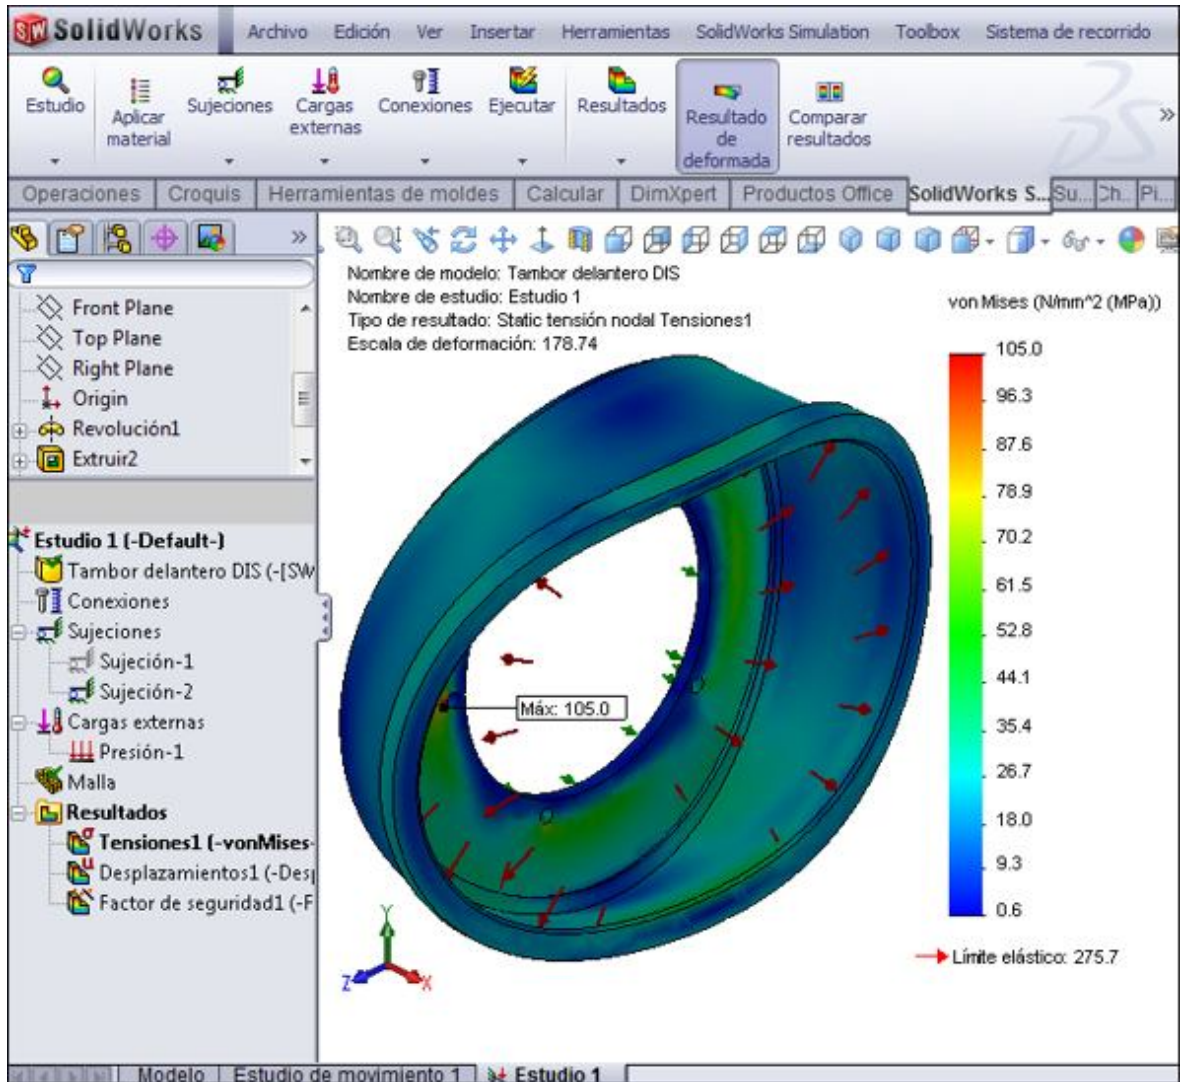 SolidWorks Archivo Edición Ver Insertar Herramientas SolidWorks Simulation Toolbox Sistema de recorrido
Estudio Aplicar material Sujeciones Cargas externas Conexiones Ejecutar Resultados Resultado de deformada Comparar resultados
Operaciones Croquis Herramientas de moldes Calcular DimXpert Productos Office SolidWorks S... Su... Ch.. Pi...
Front Plane
Top Plane
Right Plane
Origin
Revolución1
Extruir2
Estudio 1 (-Default-)
Tambor delantero DIS (-[SW
Conexiones
Sujeciones
Sujeción-1
Sujeción-2
Cargas externas
Presión-1
Malla
Resultados
Tensiones1 (-vonMises-
Desplazamientos1 (-Desp
Factor de seguridad1 (-F
Nombre de modelo: Tambor delantero DIS
Nombre de estudio: Estudio 1
Tipo de resultado: Static tensión nodal Tensiones1
Escala de deformación: 178.74
von Mises (N/mm^2 (MPa))
105.0
96.3
87.6
78.9
70.2
61.5
52.8
44.1
35.4
26.7
18.0
9.3
0.6
Límite elástico: 275.7
Máx: 105.0
Y
Z
X
Modelo Estudio de movimiento 1 Estudio 1